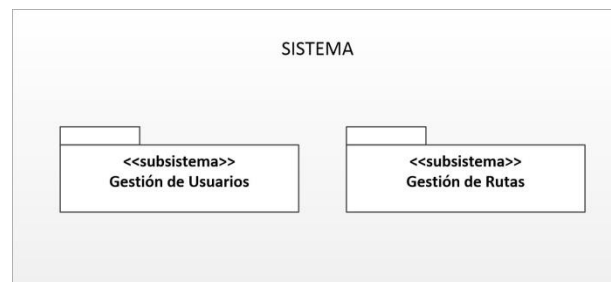 SISTEMA
<<subsistema>>
Gestión de Usuarios
<<subsistema>>
Gestión de Rutas